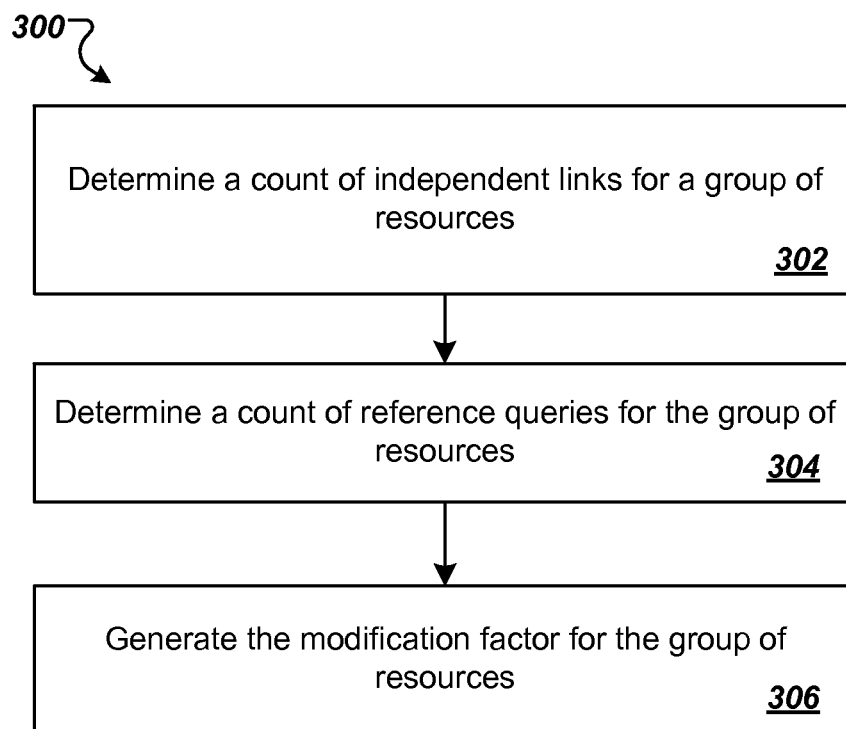 300
Determine a count of independent links for a group of
resources
302
Determine a count of reference queries for the group of
resources
304
Generate the modification factor for the group of
resources
306